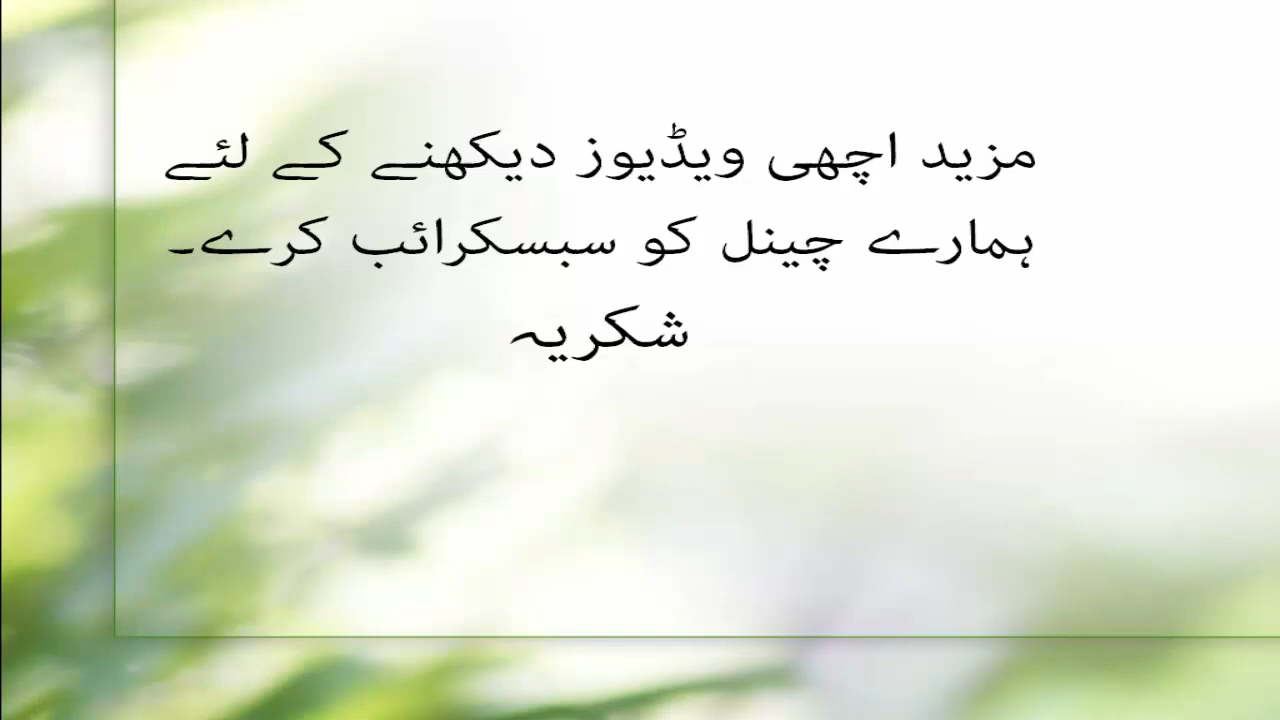 مزید اچھی ویڈیوز دیکھنے کے لئے
ہمارے چینل کو سبسکرائب کرے۔
شکریہ